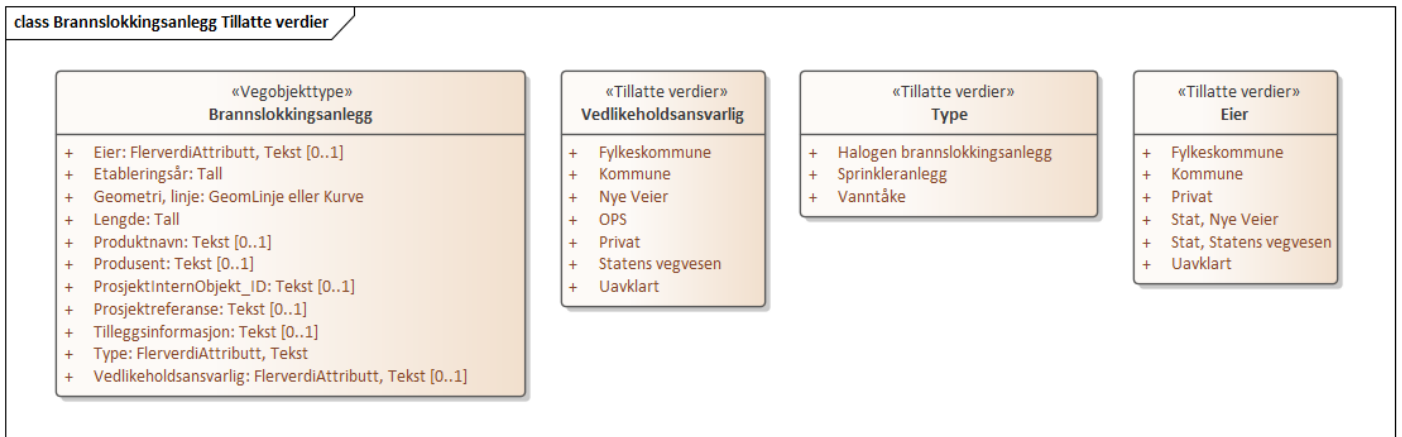 class Brannslokkingsanlegg Tillatte verdier
«Vegobjekttype»
Brannslokkingsanlegg
+ Eier: FlerverdiAttributt, Tekst [0..1]
+ Etableringsår: Tall
+ Geometri, linje: GeomLinje eller Kurve
+ Lengde: Tall
+ Produktnavn: Tekst [0..1]
+ Produsent: Tekst [0..1]
+ ProsjektInternObjekt_ID: Tekst [0..1]
+ Prosjektreferanse: Tekst [0..1]
+ Tilleggsinformasjon: Tekst [0..1]
+ Type: FlerverdiAttributt, Tekst
+ Vedlikeholdsansvarlig: FlerverdiAttributt, Tekst [0..1]
«Tillatte verdier»
Vedlikeholdsansvarlig
+ Fylkeskommune
+ Kommune
+ Nye Veier
+ OPS
+ Privat
+ Statens vegvesen
+ Uavklart
«Tillatte verdier»
Type
+ Halogen brannslokkingsanlegg
+ Sprinkleranlegg
+ Vanntåke
«Tillatte verdier»
Eier
+ Fylkeskommune
+ Kommune
+ Privat
+ Stat, Nye Veier
+ Stat, Statens vegvesen
+ Uavklart